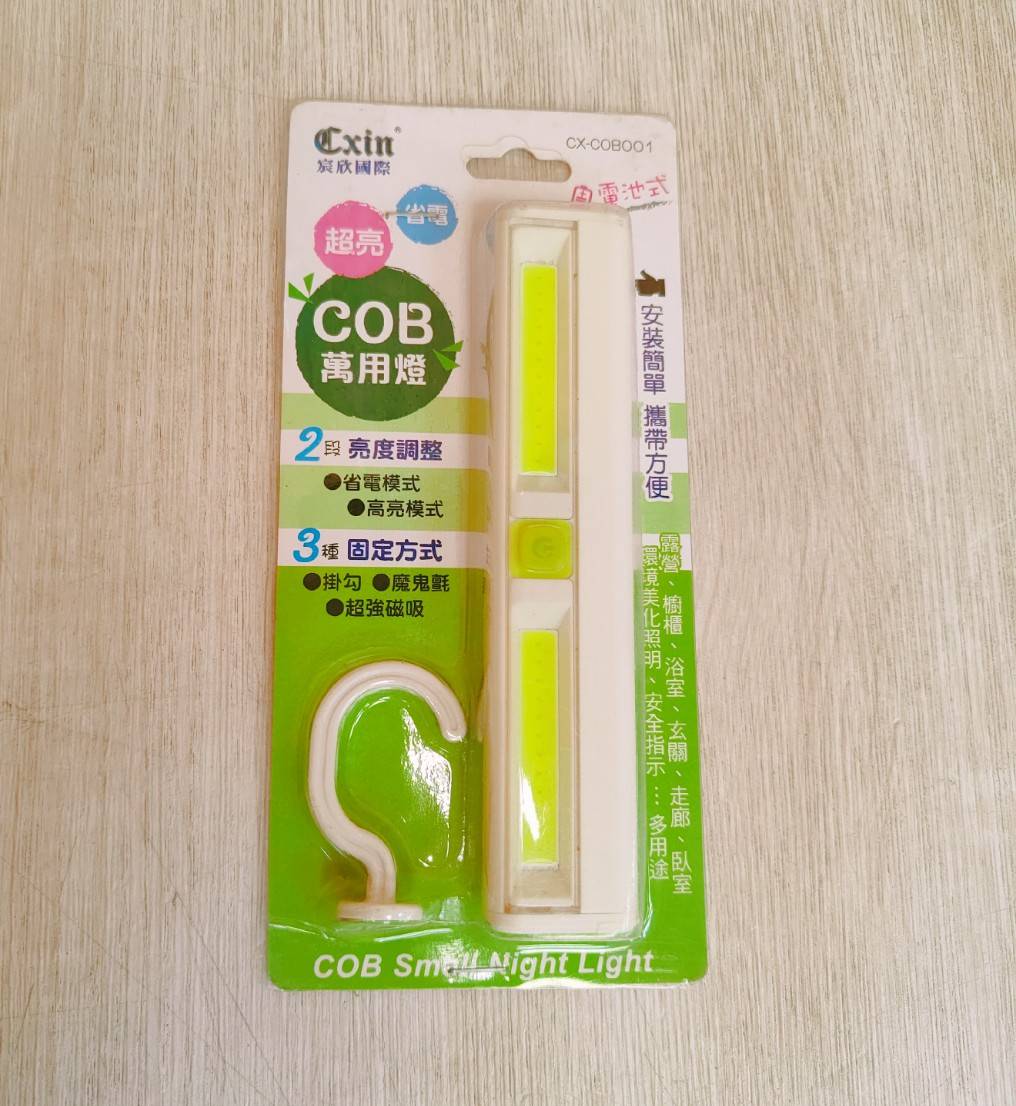 Cxin®
宸欣國際
CX-COB001
電池式
省電
超亮
COB
萬用燈
2段 亮度調整
●省電模式
●高亮模式
3種 固定方式
●掛勾 ●魔鬼氈
●超強磁吸
安裝簡單 攜帶方便
露營、櫥櫃、浴室、玄關、走廊、臥室
環境美化照明、安全指示…多用途
COB Small Night Light